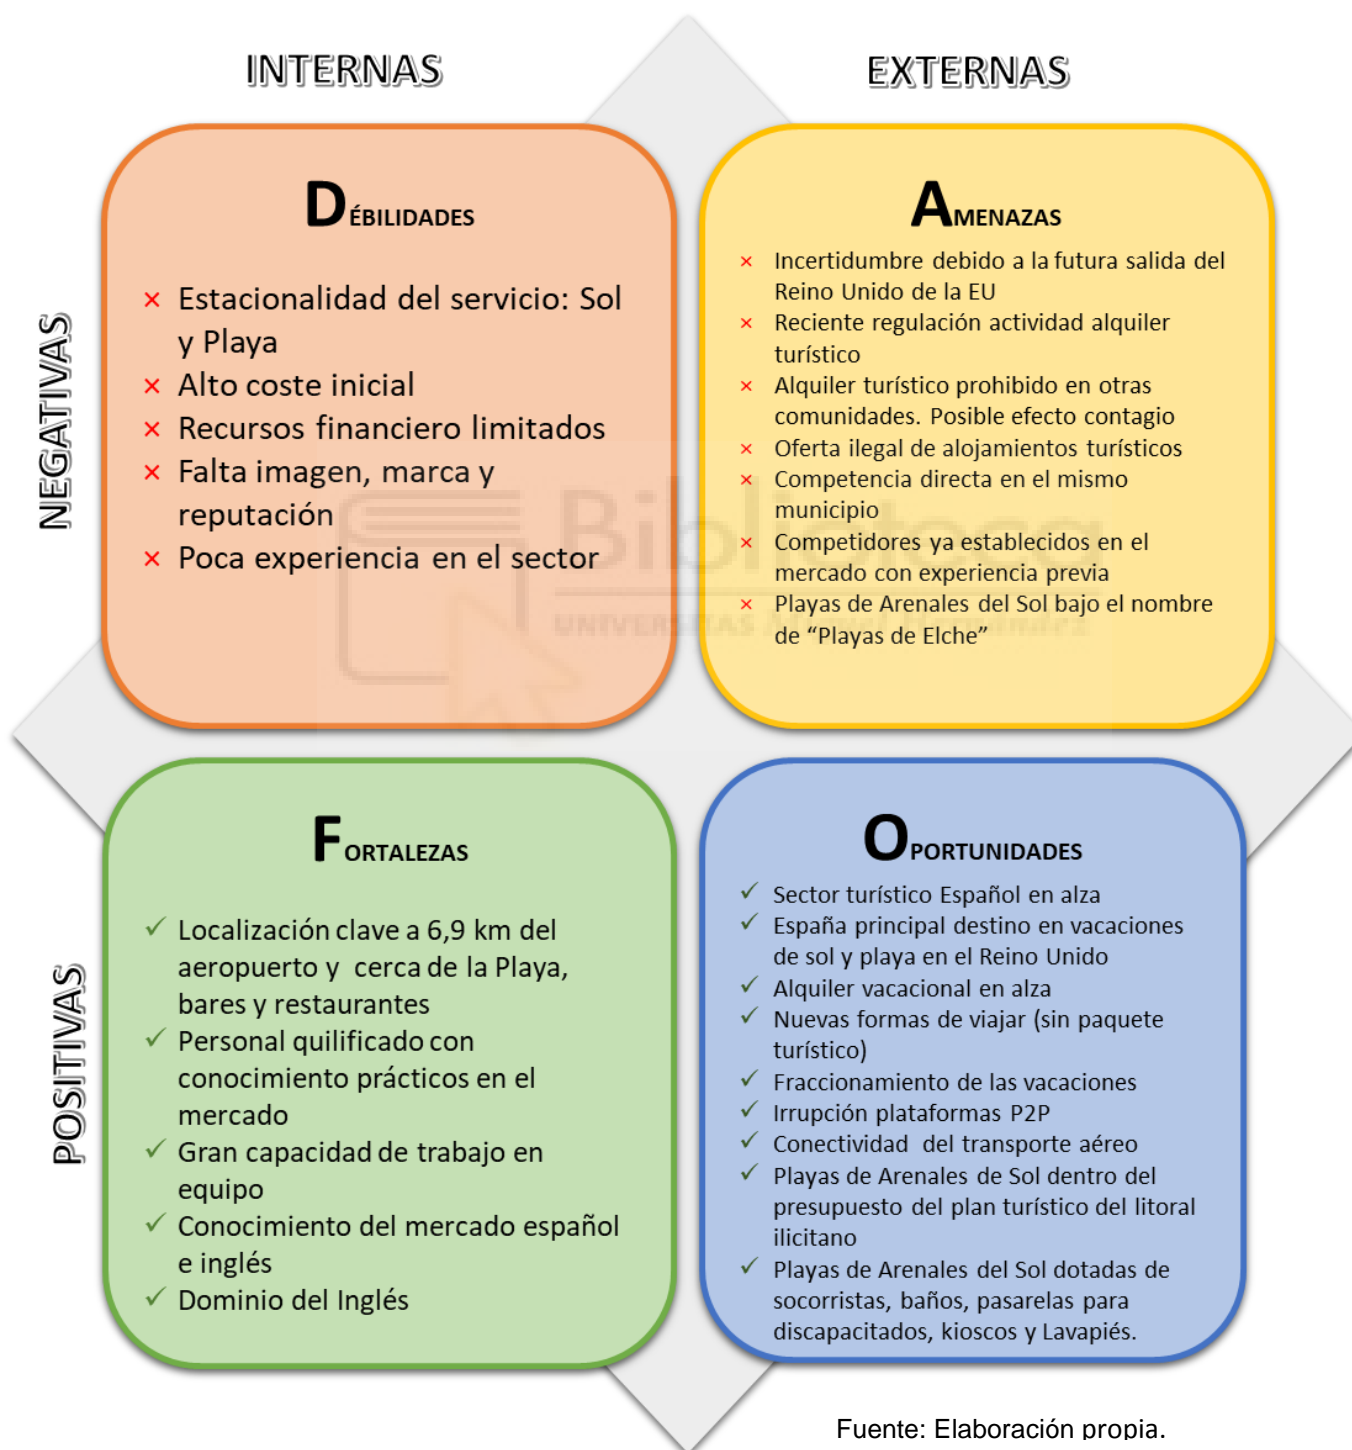 INTERNAS
EXTERNAS
NEGATIVAS
DÉBILIDADES
× Estacionalidad del servicio: Sol
y Playa
× Alto coste inicial
× Recursos financiero limitados
× Falta imagen, marca y
reputación
× Poca experiencia en el sector
AMENAZAS
× Incertidumbre debido a la futura salida del
Reino Unido de la EU
× Reciente regulación actividad alquiler
turístico
× Alquiler turístico prohibido en otras
comunidades. Posible efecto contagio
× Oferta ilegal de alojamientos turísticos
× Competencia directa en el mismo
municipio
× Competidores ya establecidos en el
mercado con experiencia previa
× Playas de Arenales del Sol bajo el nombre
de “Playas de Elche”
Biblioteca
UNIVERSITAS Miguel Hernández
POSITIVAS
FORTALEZAS
✓ Localización clave a 6,9 km del
aeropuerto y cerca de la Playa,
bares y restaurantes
✓ Personal quilificado con
conocimiento prácticos en el
mercado
✓ Gran capacidad de trabajo en
equipo
✓ Conocimiento del mercado español
e inglés
✓ Dominio del Inglés
OPORTUNIDADES
✓ Sector turístico Español en alza
✓ España principal destino en vacaciones
de sol y playa en el Reino Unido
✓ Alquiler vacacional en alza
✓ Nuevas formas de viajar (sin paquete
turístico)
✓ Fraccionamiento de las vacaciones
✓ Irrupción plataformas P2P
✓ Conectividad del transporte aéreo
✓ Playas de Arenales de Sol dentro del
presupuesto del plan turístico del litoral
ilicitano
✓ Playas de Arenales del Sol dotadas de
socorristas, baños, pasarelas para
discapacitados, kioscos y Lavapiés.
Fuente: Elaboración propia.